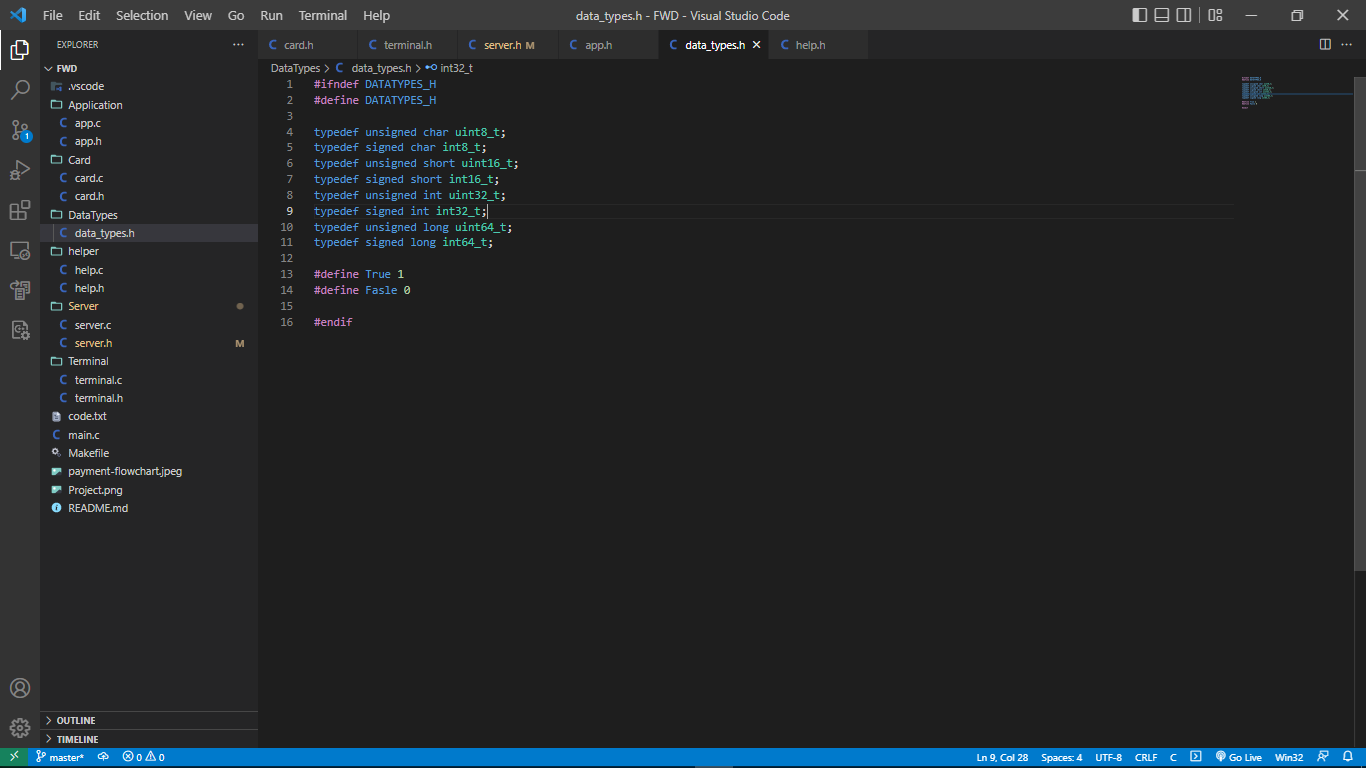 File Edit Selection View Go Run Terminal Help data_types.h - FWD - Visual Studio Code
EXPLORER
card.h terminal.h server.h M app.h data_types.h help.h
FWD
.vscode
Application
app.c
app.h
Card
card.c
card.h
DataTypes
data_types.h
helper
help.c
help.h
Server
server.c
server.h M
Terminal
terminal.c
terminal.h
code.txt
main.c
Makefile
payment-flowchart.jpeg
Project.png
README.md
OUTLINE
TIMELINE
1
DataTypes > C data_types.h > int32_t
1 #ifndef DATATYPES_H
2 #define DATATYPES_H
3
4 typedef unsigned char uint8_t;
5 typedef signed char int8_t;
6 typedef unsigned short uint16_t;
7 typedef signed short int16_t;
8 typedef unsigned int uint32_t;
9 typedef signed int int32_t;
10 typedef unsigned long uint64_t;
11 typedef signed long int64_t;
12
13 #define True 1
14 #define Fasle 0
15
16 #endif
master* 0 0 Ln 9, Col 28 Spaces: 4 UTF-8 CRLF C Go Live Win32